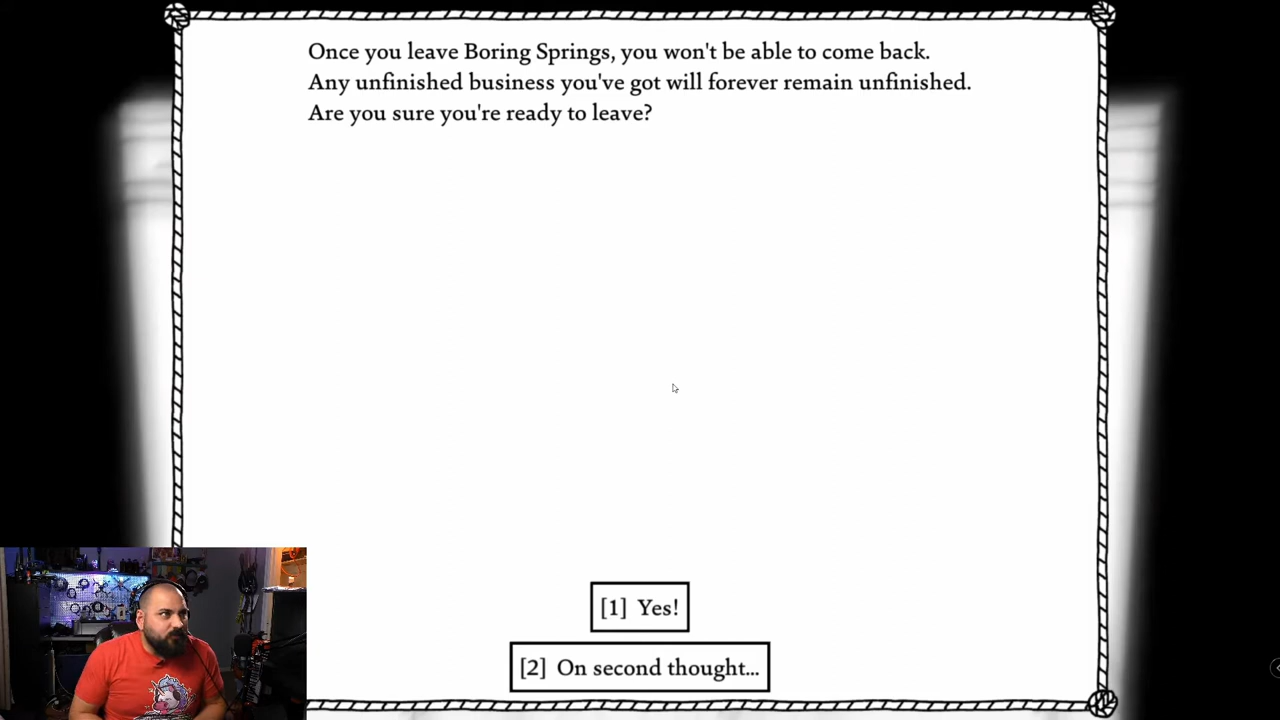 Once you leave Boring Springs, you won't be able to come back.
Any unfinished business you've got will forever remain unfinished.
Are you sure you're ready to leave?
[1] Yes!
[2] On second thought...